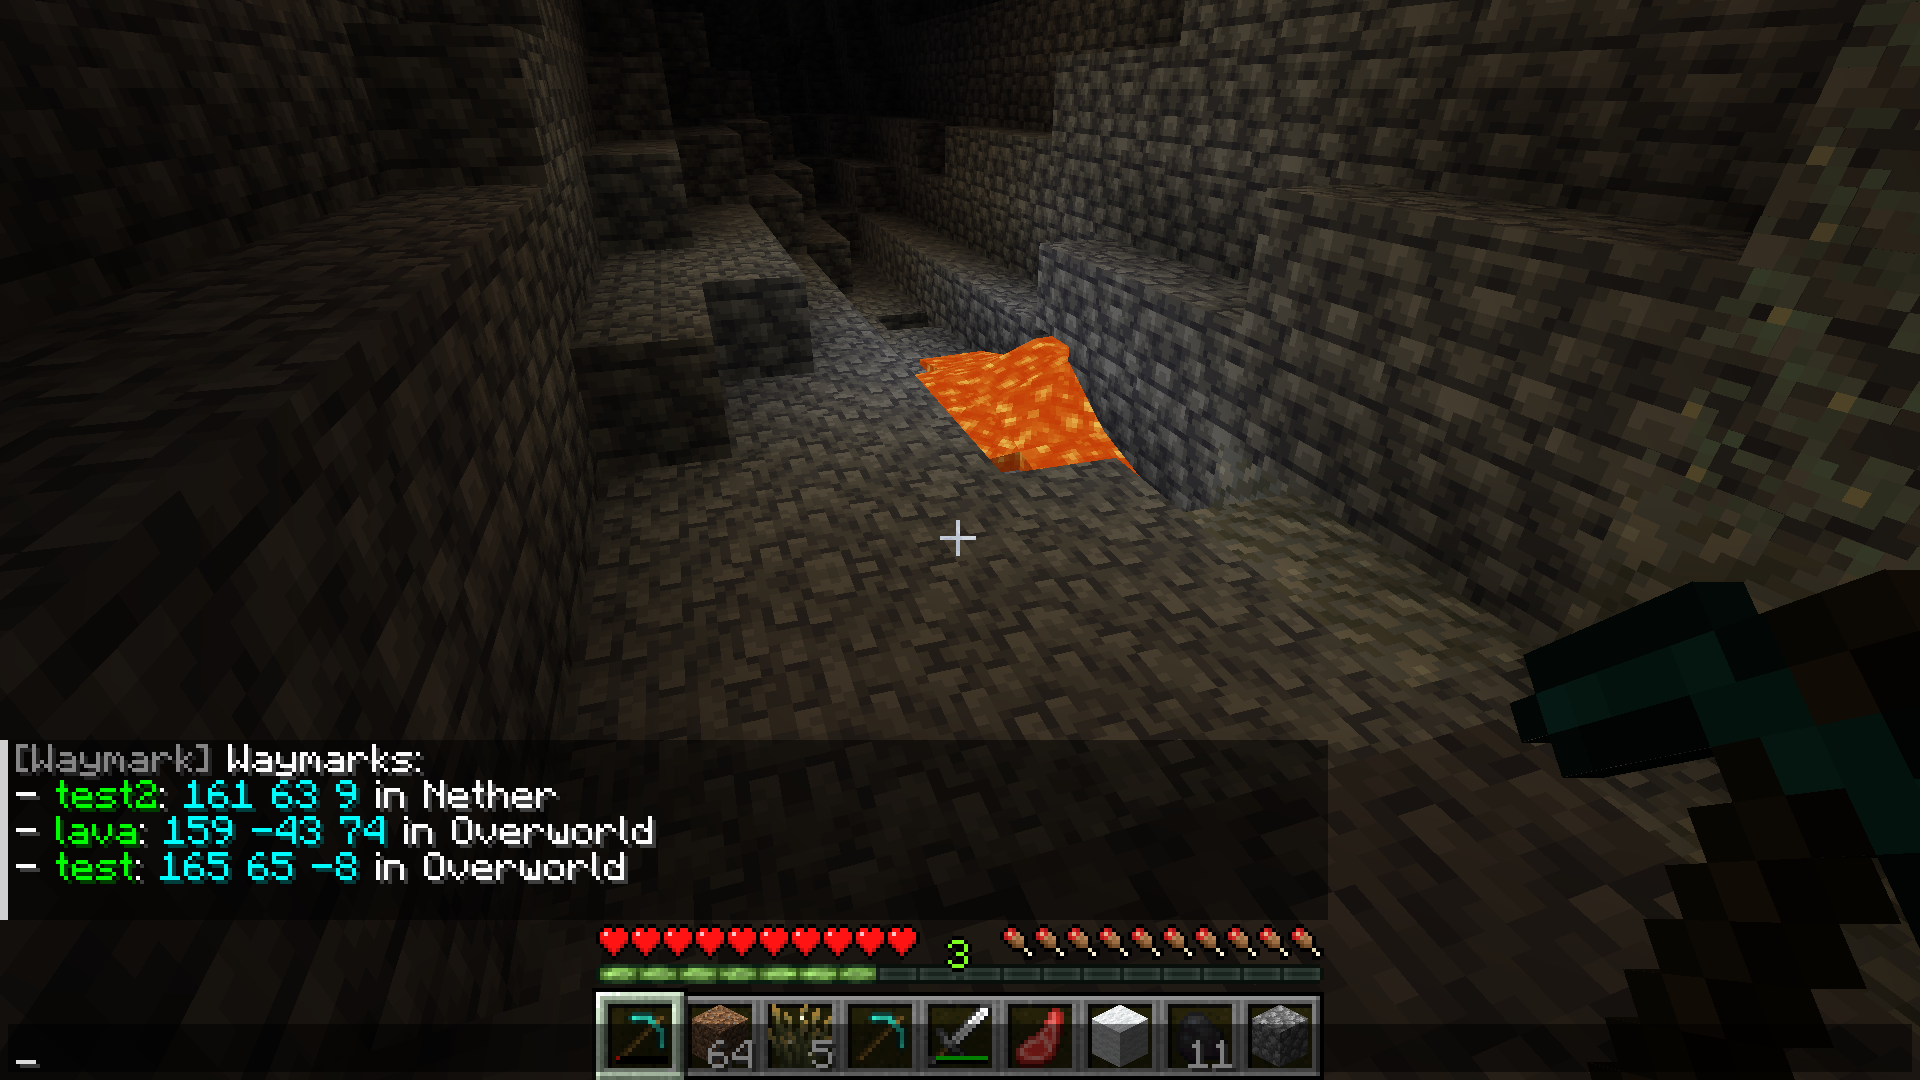 [Waymark] Waymarks:
- test2: 161 63 9 in Nether
- lava: 159 -43 74 in Overworld
- test: 165 65 -8 in Overworld
3
64 5 11
_